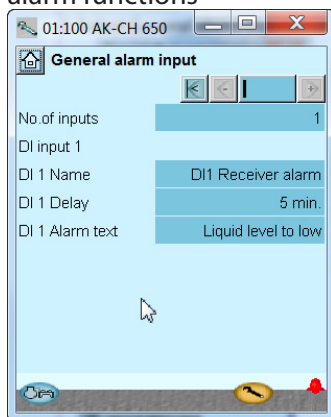 alarm functions
01:100 AK-CH 650
General alarm input
No.of inputs 1
DI input 1
DI 1 Name DI1 Receiver alarm
DI 1 Delay 5 min.
DI 1 Alarm text Liquid level to low